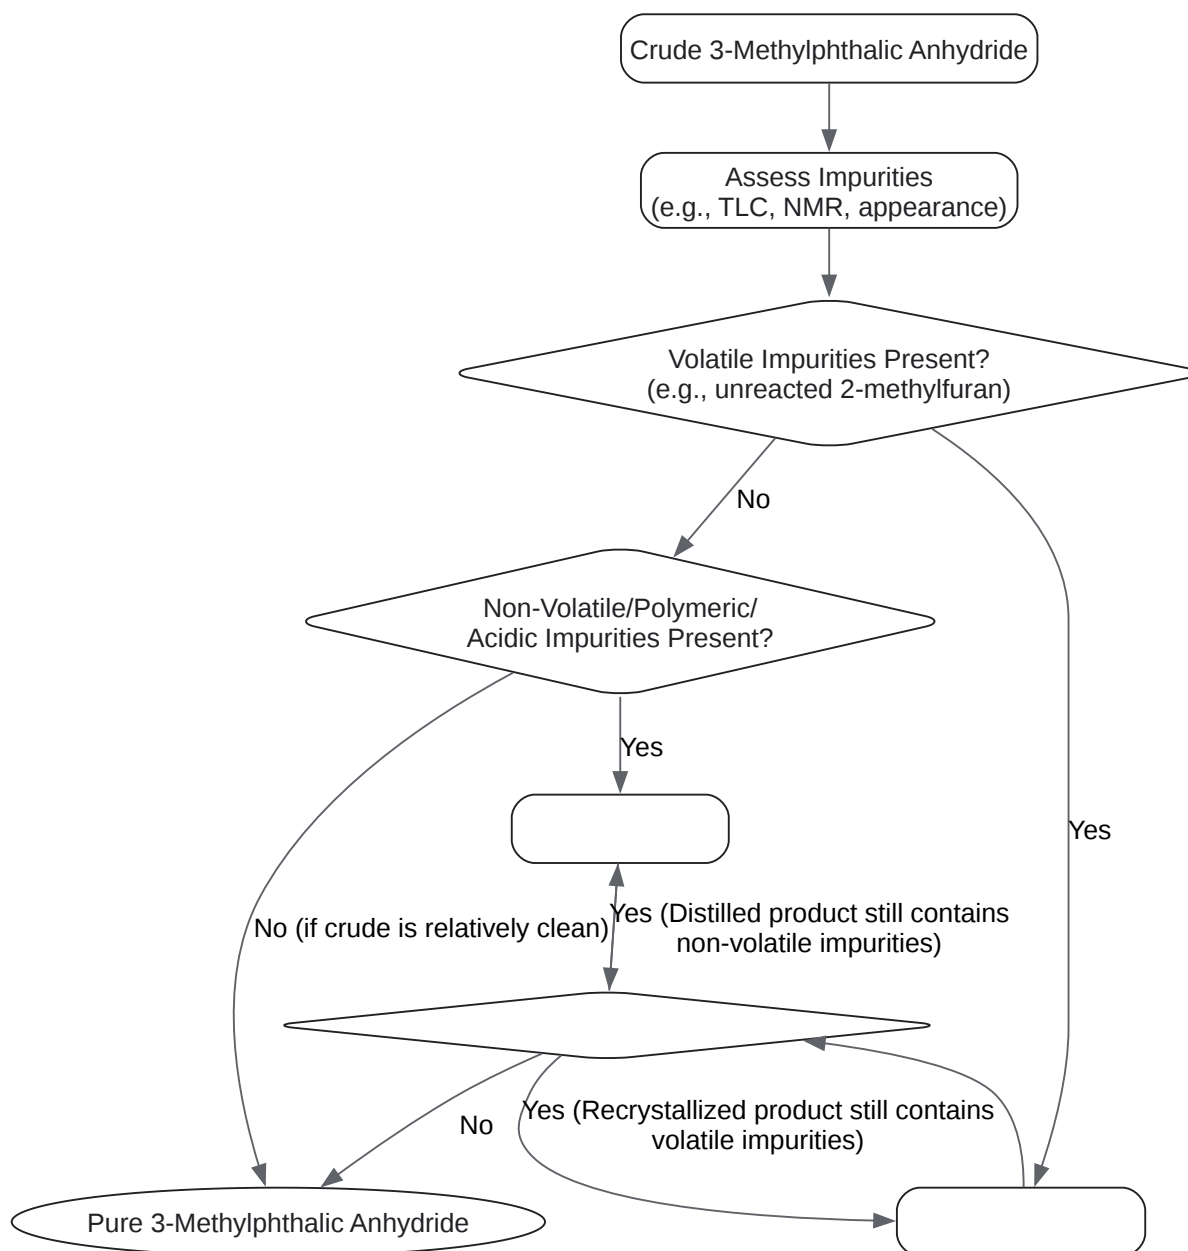 Crude 3-Methylphthalic Anhydride
Assess Impurities
(e.g., TLC, NMR, appearance)
Volatile Impurities Present?
(e.g., unreacted 2-methylfuran)
No
Non-Volatile/Polymeric/
Acidic Impurities Present?
Yes
Yes
No (if crude is relatively clean)
Yes (Distilled product still contains
non-volatile impurities)
No
Yes (Recrystallized product still contains
volatile impurities)
Pure 3-Methylphthalic Anhydride